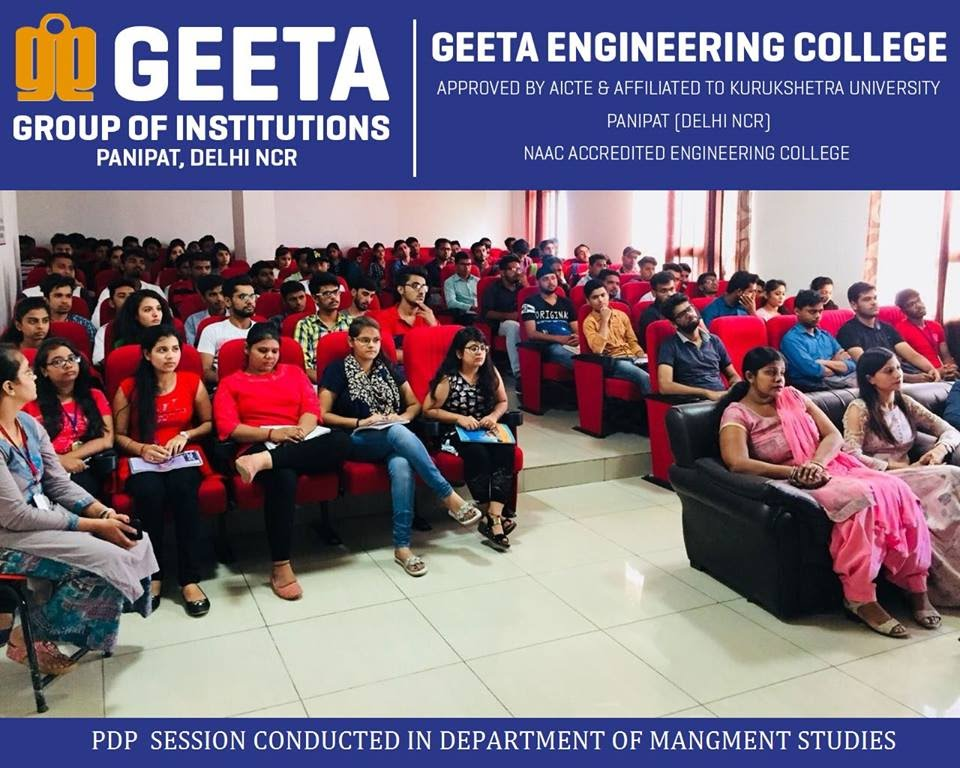 GEETA
GROUP OF INSTITUTIONS
PANIPAT, DELHI NCR
GEETA ENGINEERING COLLEGE
APPROVED BY AICTE & AFFILIATED TO KURUKSHETRA UNIVERSITY
PANIPAT (DELHI NCR)
NAAC ACCREDITED ENGINEERING COLLEGE
ORIGINAL
PDP SESSION CONDUCTED IN DEPARTMENT OF MANGMENT STUDIES